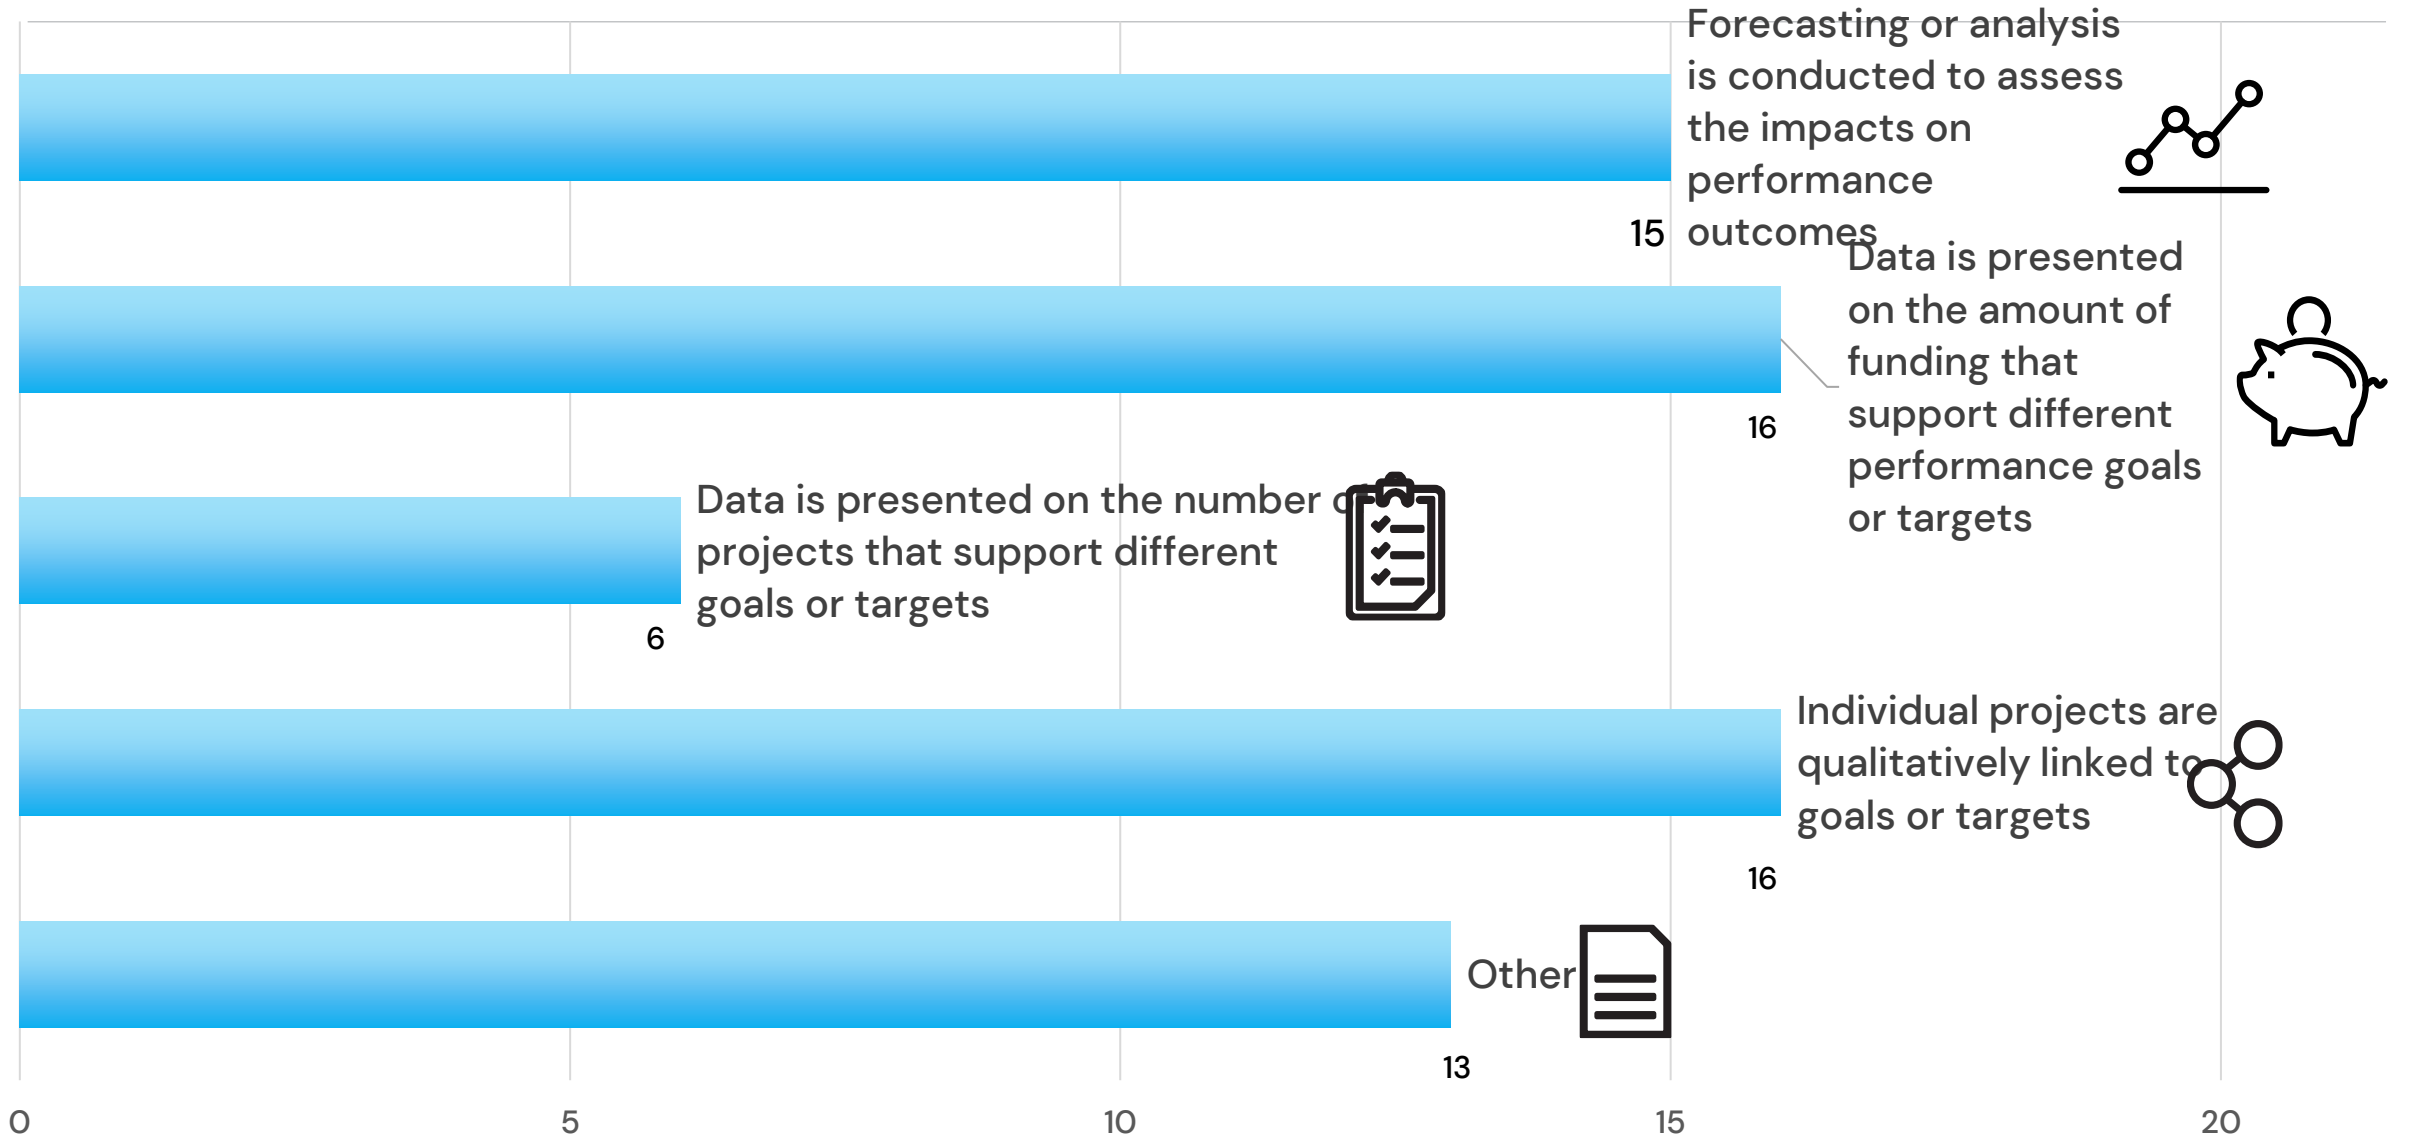 Forecasting or analysis
is conducted to assess
the impacts on
performance
outcomes
15
Data is presented
on the amount of
funding that
support different
performance goals
or targets
16
Data is presented on the number of
projects that support different
goals or targets
6
Individual projects are
qualitatively linked to
goals or targets
16
Other
13
0 5 10 15 20